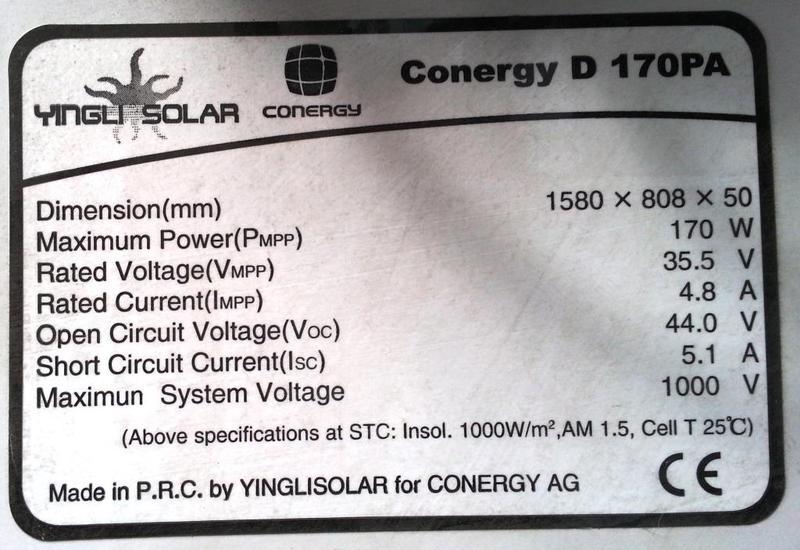 YINGLI SOLAR CONERGY Conergy D 170PA
Dimension(mm) 1580 × 808 × 50
Maximum Power(PMPP) 170 W
Rated Voltage(VMPP) 35.5 V
Rated Current(IMPP) 4.8 A
Open Circuit Voltage(VOC) 44.0 V
Short Circuit Current(ISC) 5.1 A
Maximun System Voltage 1000 V
(Above specifications at STC: Insol. 1000W/m²,AM 1.5, Cell T 25℃)
Made in P.R.C. by YINGLISOLAR for CONERGY AG CE